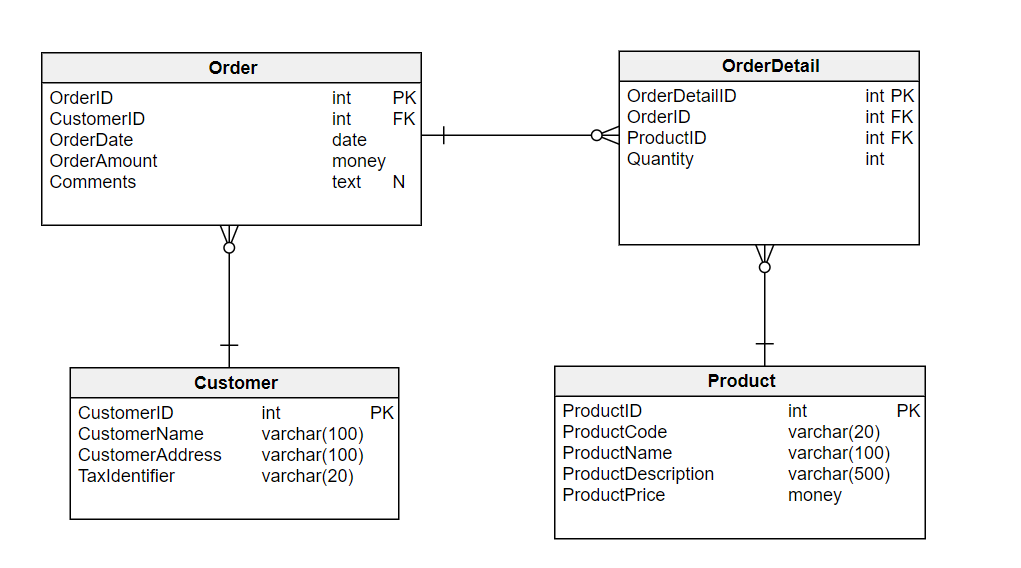 Order
OrderID int PK
CustomerID int FK
OrderDate date
OrderAmount money
Comments text N
OrderDetail
OrderDetailID int PK
OrderID int FK
ProductID int FK
Quantity int
Customer
CustomerID int PK
CustomerName varchar(100)
CustomerAddress varchar(100)
TaxIdentifier varchar(20)
Product
ProductID int PK
ProductCode varchar(20)
ProductName varchar(100)
ProductDescription varchar(500)
ProductPrice money